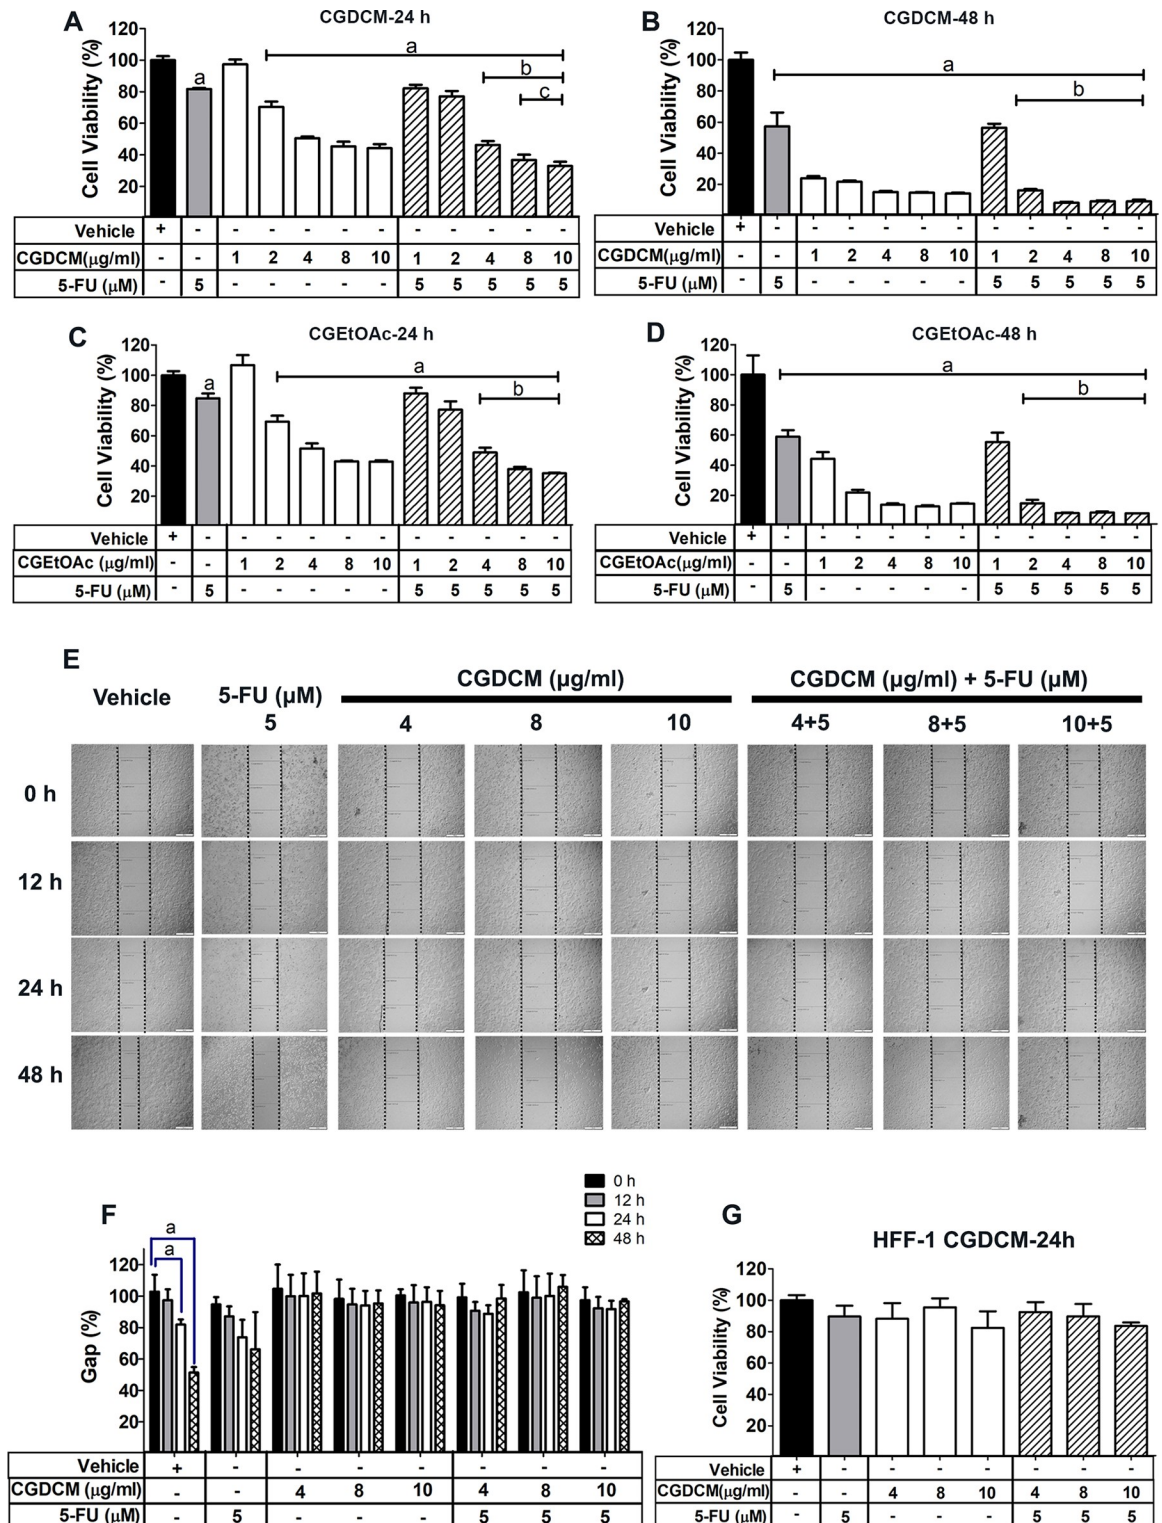 A
CGDCM-24 h
Cell Viability (%)
120
100
80
60
40
20
a
a
b
c
Vehicle + - - - - - - - - - - -
CGDCM(μg/ml) - - 1 2 4 8 10 1 2 4 8 10
5-FU (μM) - 5 - - - - - 5 5 5 5 5
B
CGDCM-48 h
Cell Viability (%)
120
100
80
60
40
20
a
b
Vehicle + - - - - - - - - - - -
CGDCM(μg/ml) - - 1 2 4 8 10 1 2 4 8 10
5-FU (μM) - 5 - - - - - 5 5 5 5 5
C
CGEtOAc-24 h
Cell Viability (%)
120
100
80
60
40
20
a
a
b
Vehicle + - - - - - - - - - - -
CGEtOAc (μg/ml) - - 1 2 4 8 10 1 2 4 8 10
5-FU (μM) - 5 - - - - - 5 5 5 5 5
D
CGEtOAc-48 h
Cell Viability (%)
120
100
80
60
40
20
a
b
Vehicle + - - - - - - - - - - -
CGEtOAc(μg/ml) - - 1 2 4 8 10 1 2 4 8 10
5-FU (μM) - 5 - - - - - 5 5 5 5 5
E
Vehicle 5-FU (μM) CGDCM (μg/ml) CGDCM (μg/ml) + 5-FU (μM)
5 4 8 10 4+5 8+5 10+5
0 h
12 h
24 h
48 h
F
0 h
12 h
24 h
48 h
Gap (%)
120
100
80
60
40
20
a
a
Vehicle + - - - - - - -
CGDCM (μg/ml) - - 4 8 10 4 8 10
5-FU (μM) - 5 - - - 5 5 5
G
HFF-1 CGDCM-24h
Cell Viability (%)
120
100
80
60
40
20
Vehicle + - - - - - - -
CGDCM(μg/ml) - - 4 8 10 4 8 10
5-FU (μM) - 5 - - - 5 5 5